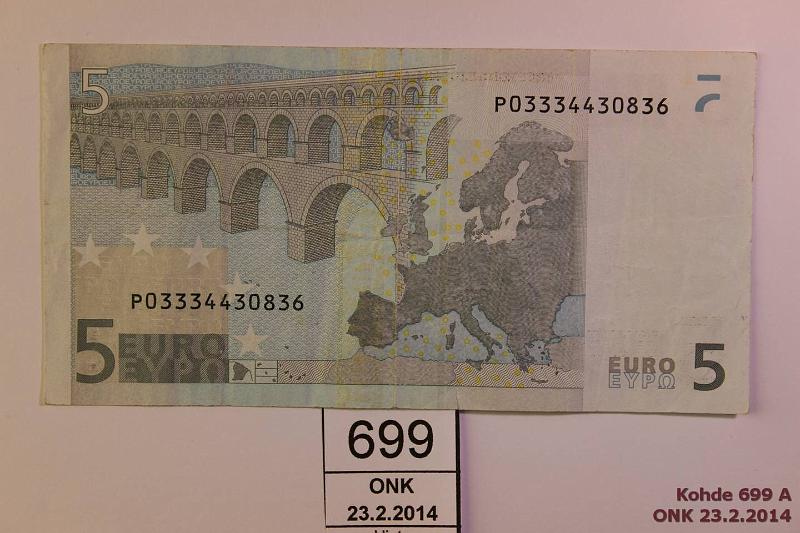 5
P03334430836
P03334430836
5 EURO
ΕΥΡΩ
EURO
ΕΥΡΩ 5
699
ONK
23.2.2014
Kohde 699 A
ONK 23.2.2014